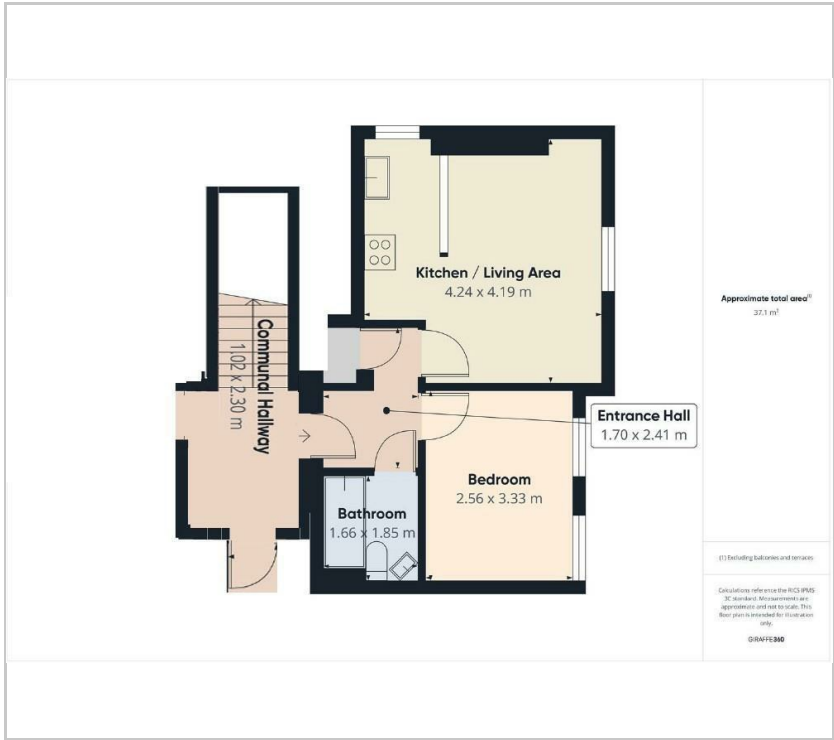 Kitchen / Living Area
4.24 x 4.19 m
Communal Hallway
1.02 x 2.30 m
Entrance Hall
1.70 x 2.41 m
Bedroom
2.56 x 3.33 m
Bathroom
1.66 x 1.85 m
Approximate total area⁽¹⁾
37.1 m²
(1) Excluding balconies and terraces
Calculations reference the RICS IPMS
3C standard. Measurements are
approximate and not to scale. This
floor plan is intended for illustration
only.
GIRAFFE360